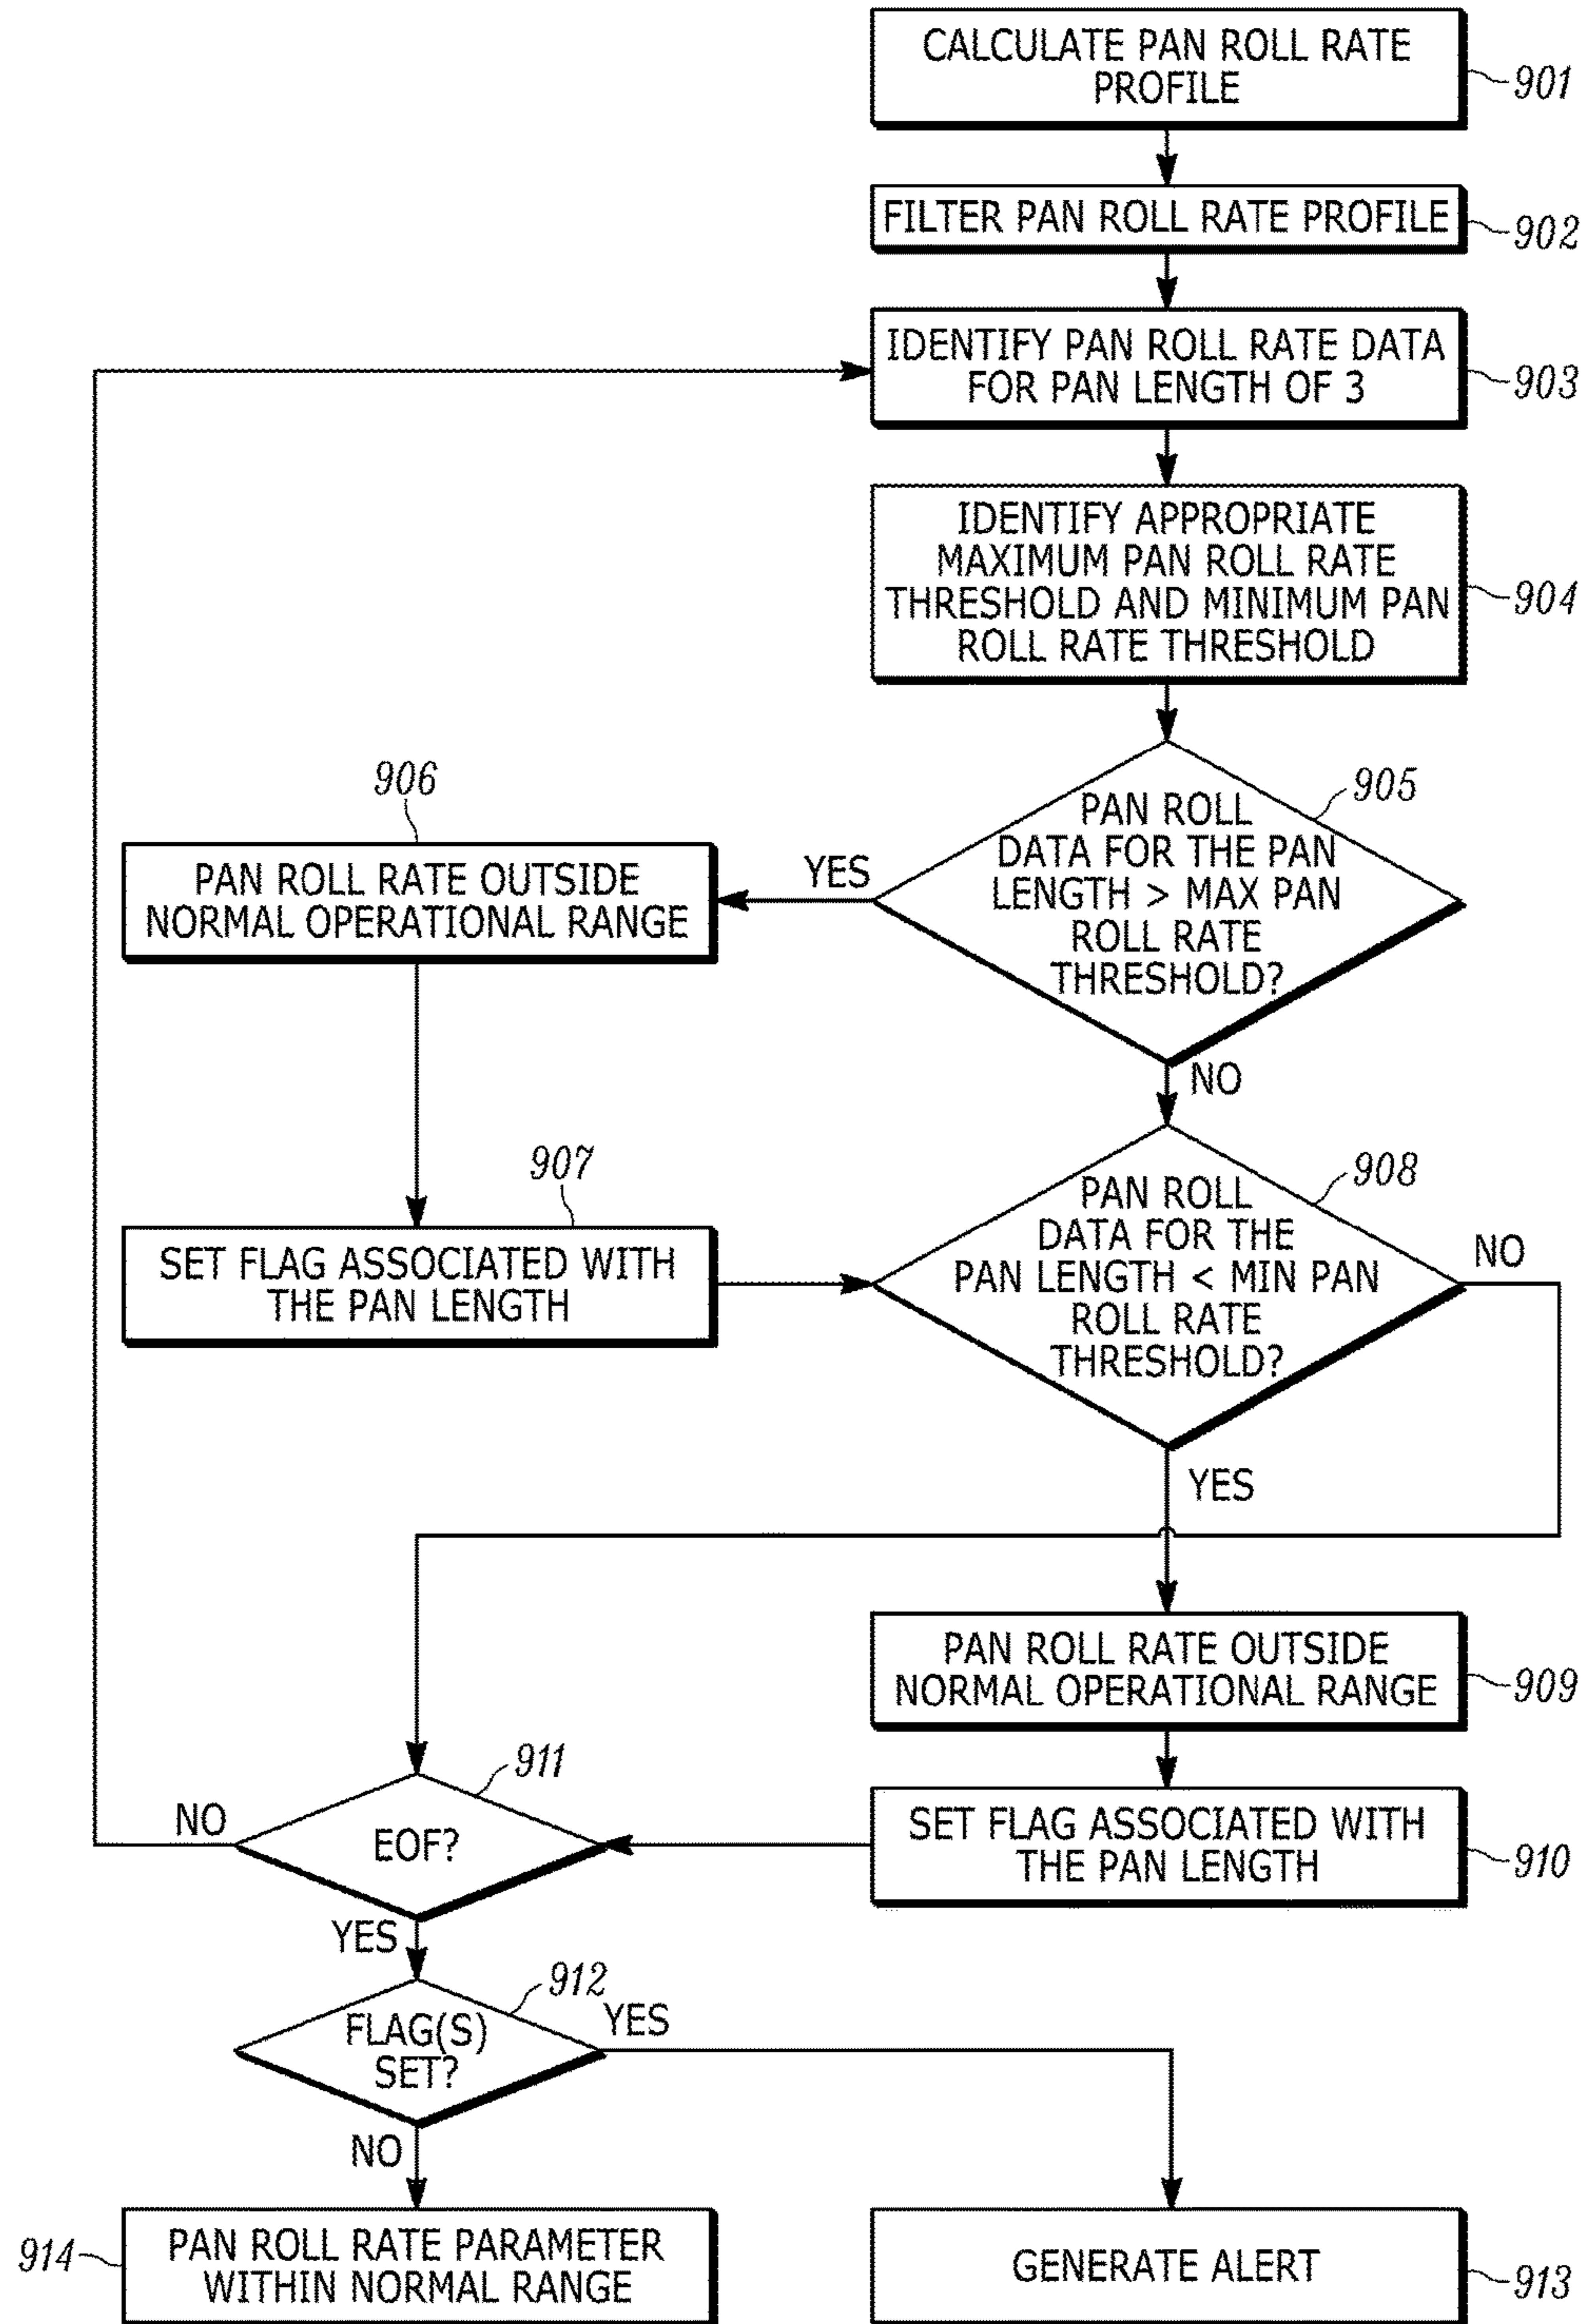 CALCULATE PAN ROLL RATE
PROFILE
901
FILTER PAN ROLL RATE PROFILE
902
IDENTIFY PAN ROLL RATE DATA
FOR PAN LENGTH OF 3
903
IDENTIFY APPROPRIATE
MAXIMUM PAN ROLL RATE
THRESHOLD AND MINIMUM PAN
ROLL RATE THRESHOLD
904
PAN ROLL
DATA FOR THE PAN
LENGTH > MAX PAN
ROLL RATE
THRESHOLD?
905
YES
NO
906
PAN ROLL RATE OUTSIDE
NORMAL OPERATIONAL RANGE
907
SET FLAG ASSOCIATED WITH
THE PAN LENGTH
PAN ROLL
DATA FOR THE
PAN LENGTH < MIN PAN
ROLL RATE
THRESHOLD?
908
NO
YES
PAN ROLL RATE OUTSIDE
NORMAL OPERATIONAL RANGE
909
SET FLAG ASSOCIATED WITH
THE PAN LENGTH
910
911
EOF?
NO
YES
912
FLAG(S)
SET?
YES
NO
914
PAN ROLL RATE PARAMETER
WITHIN NORMAL RANGE
GENERATE ALERT
913